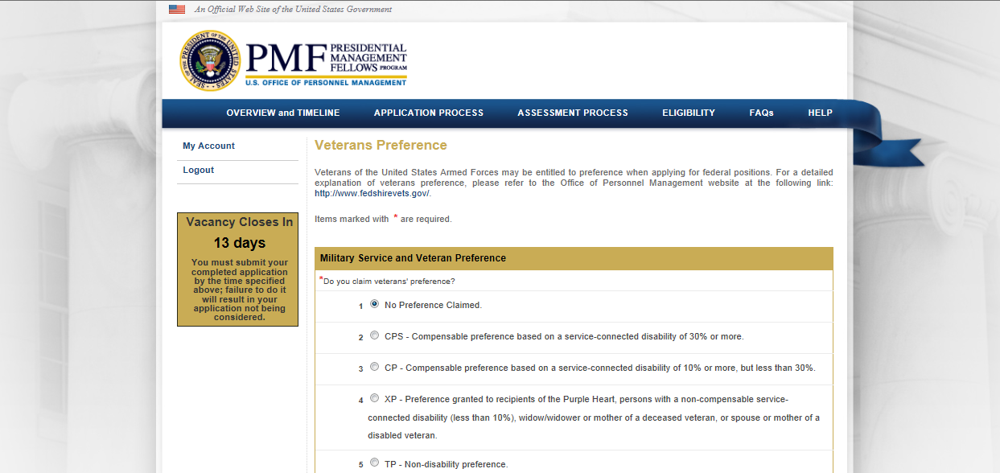 An Official Web Site of the United States Government
SEAL OF THE PRESIDENT OF THE UNITED STATES
PMF PRESIDENTIAL
MANAGEMENT
FELLOWS PROGRAM
U.S. OFFICE OF PERSONNEL MANAGEMENT
OVERVIEW and TIMELINE APPLICATION PROCESS ASSESSMENT PROCESS ELIGIBILITY FAQs HELP
My Account
Logout
Vacancy Closes In
13 days
You must submit your
completed application
by the time specified
above; failure to do it
will result in your
application not being
considered.
Veterans Preference
Veterans of the United States Armed Forces may be entitled to preference when applying for federal positions. For a detailed
explanation of veterans preference, please refer to the Office of Personnel Management website at the following link:
http://www.fedshirevets.gov/.
Items marked with * are required.
Military Service and Veteran Preference
*Do you claim veterans' preference?
1 No Preference Claimed.
2 CPS - Compensable preference based on a service-connected disability of 30% or more.
3 CP - Compensable preference based on a service-connected disability of 10% or more, but less than 30%.
4 XP - Preference granted to recipients of the Purple Heart, persons with a non-compensable service-
connected disability (less than 10%), widow/widower or mother of a deceased veteran, or spouse or mother of a
disabled veteran.
5 TP - Non-disability preference.